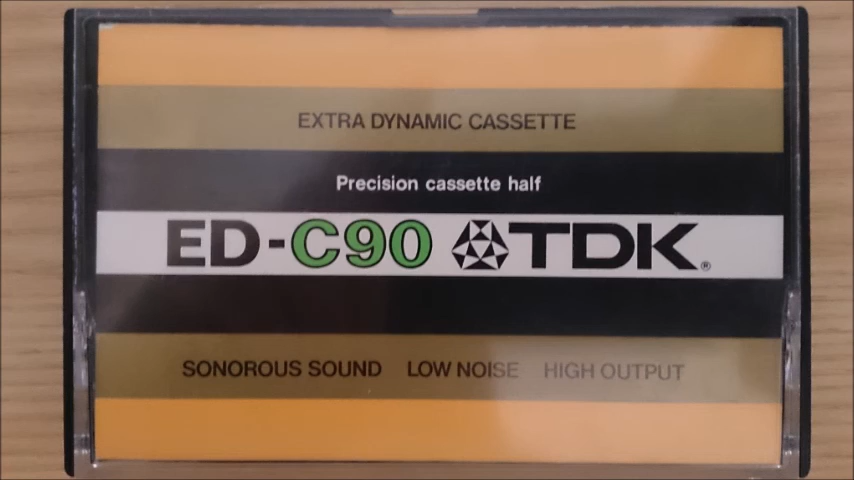 EXTRA DYNAMIC CASSETTE
Precision cassette half
ED-C90 TDK®
SONOROUS SOUND LOW NOISE HIGH OUTPUT